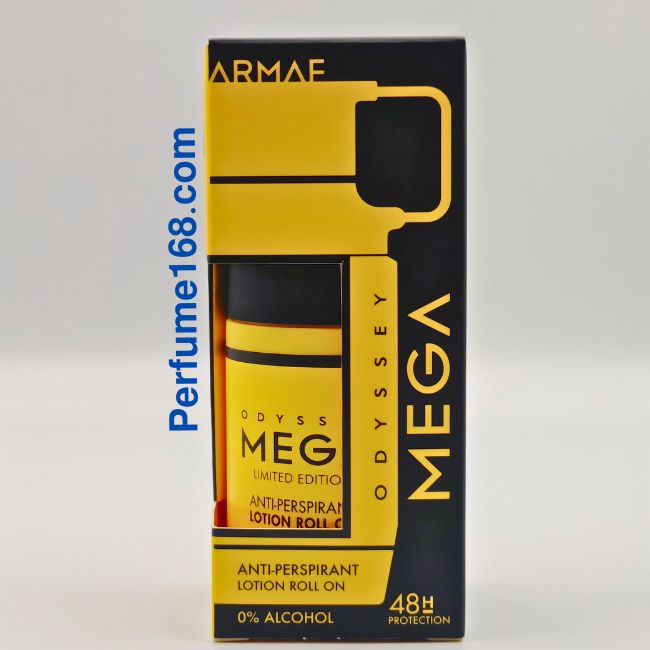 ARMAF
Perfume168.com
ODYSSEY
MEGA
ODYSS
MEG
LIMITED EDITIO
ANTI-PERSPIRAN
LOTION ROLL O
ANTI-PERSPIRANT
LOTION ROLL ON
0% ALCOHOL
48H
PROTECTION